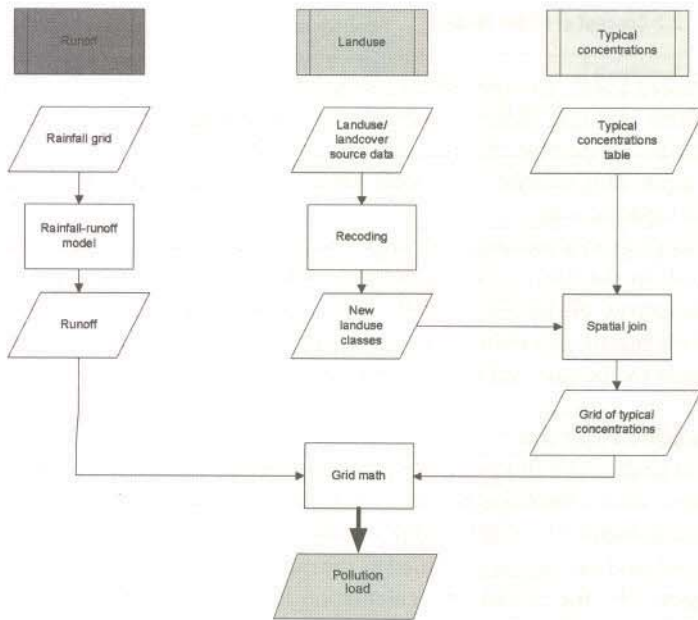 Runoff
Landuse
Typical
concentrations
Rainfall grid
Landuse/
landcover
source data
Typical
concentrations
table
Rainfall-runoff
model
Recoding
Runoff
New
landuse
classes
Spatial join
Grid of typical
concentrations
Grid math
Pollution
load